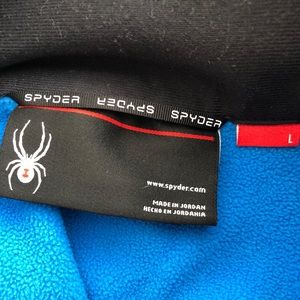 SPYDER SPYDER SPYDER
L
www.spyder.com
MADE IN JORDAN
HECHO EN JORDANIA